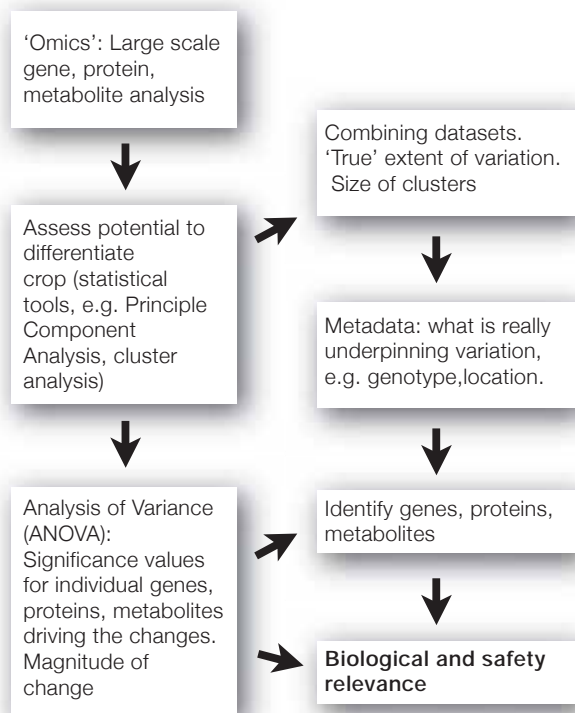 ‘Omics’: Large scale
gene, protein,
metabolite analysis
Assess potential to
differentiate
crop (statistical
tools, e.g. Principle
Component
Analysis, cluster
analysis)
Analysis of Variance
(ANOVA):
Significance values
for individual genes,
proteins, metabolites
driving the changes.
Magnitude of
change
Combining datasets.
‘True’ extent of variation.
Size of clusters
Metadata: what is really
underpinning variation,
e.g. genotype,location.
Identify genes, proteins,
metabolites
Biological and safety
relevance